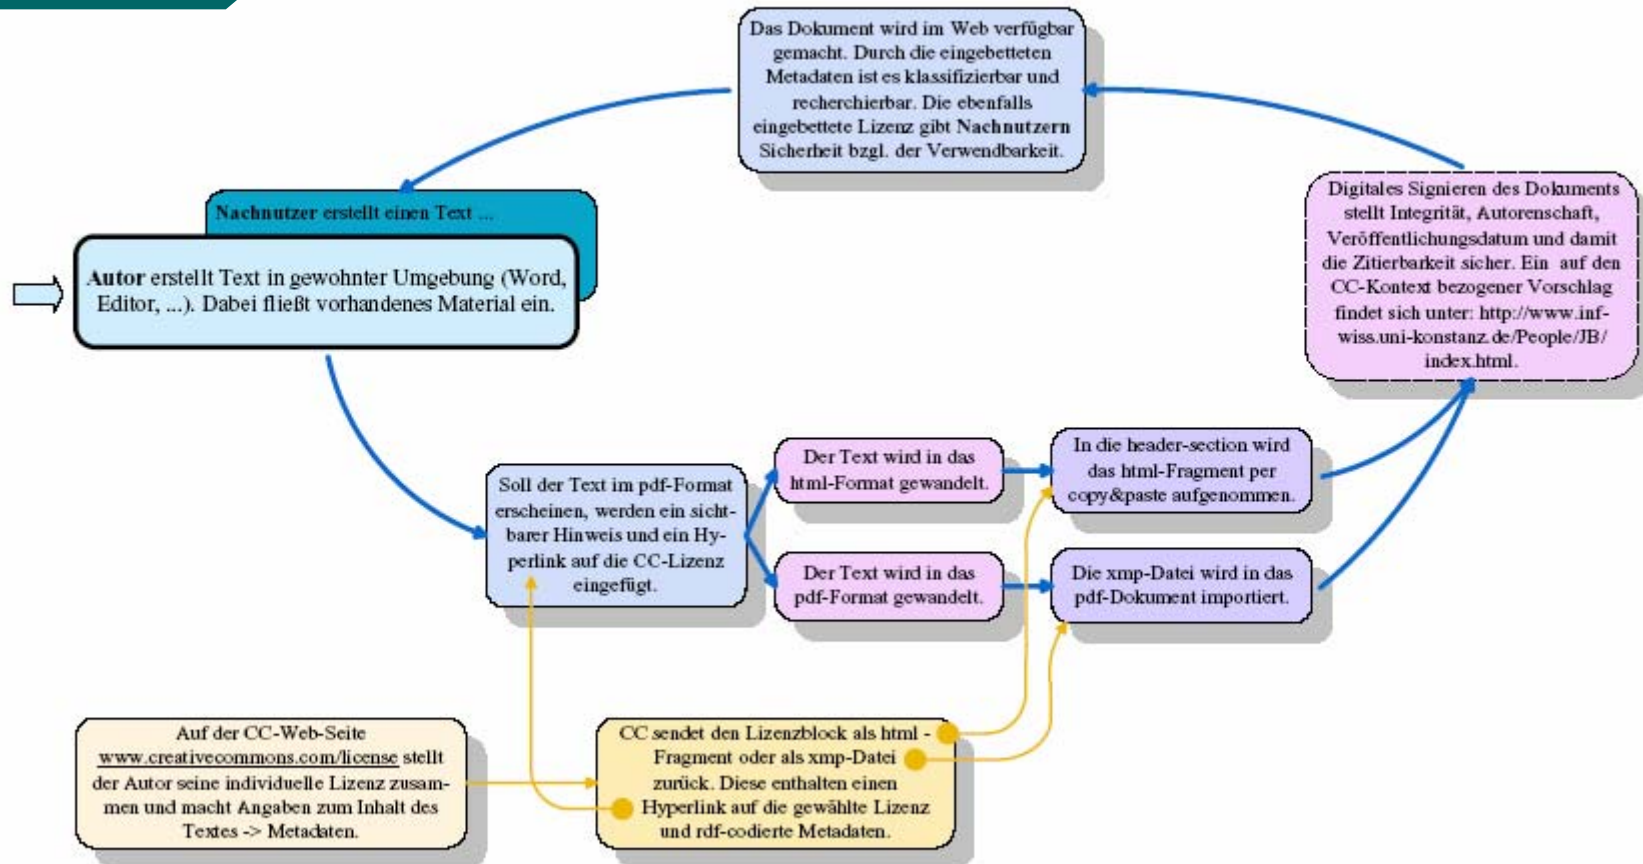 Das Dokument wird im Web verfügbar
gemacht. Durch die eingebetteten
Metadaten ist es klassifizierbar und
recherchierbar. Die ebenfalls
eingebettete Lizenz gibt Nachnutzern
Sicherheit bzgl. der Verwendbarkeit.
Nachnutzer erstellt einen Text ...
Autor erstellt Text in gewohnter Umgebung (Word,
Editor, ...). Dabei fließt vorhandenes Material ein.
Digitales Signieren des Dokuments
stellt Integrität, Autorenschaft,
Veröffentlichungsdatum und damit
die Zitierbarkeit sicher. Ein auf den
CC-Kontext bezogener Vorschlag
findet sich unter: http://www.inf-
wiss.uni-konstanz.de/People/JB/
index.html.
Soll der Text im pdf-Format
erscheinen, werden ein sicht-
barer Hinweis und ein Hy-
perlink auf die CC-Lizenz
eingefügt.
Der Text wird in das
html-Format gewandelt.
In die header-section wird
das html-Fragment per
copy&paste aufgenommen.
Der Text wird in das
pdf-Format gewandelt.
Die xmp-Datei wird in das
pdf-Dokument importiert.
Auf der CC-Web-Seite
www.creativecommons.com/license stellt
der Autor seine individuelle Lizenz zusam-
men und macht Angaben zum Inhalt des
Textes -> Metadaten.
CC sendet den Lizenzblock als html -
Fragment oder als xmp-Datei
zurück. Diese enthalten einen
Hyperlink auf die gewählte Lizenz
und rdf-codierte Metadaten.